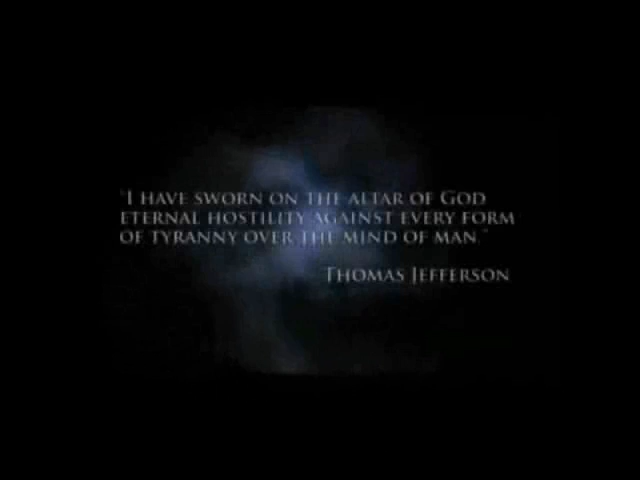 "I have sworn on the altar of God
eternal hostility against every form
of tyranny over the mind of man."
Thomas Jefferson